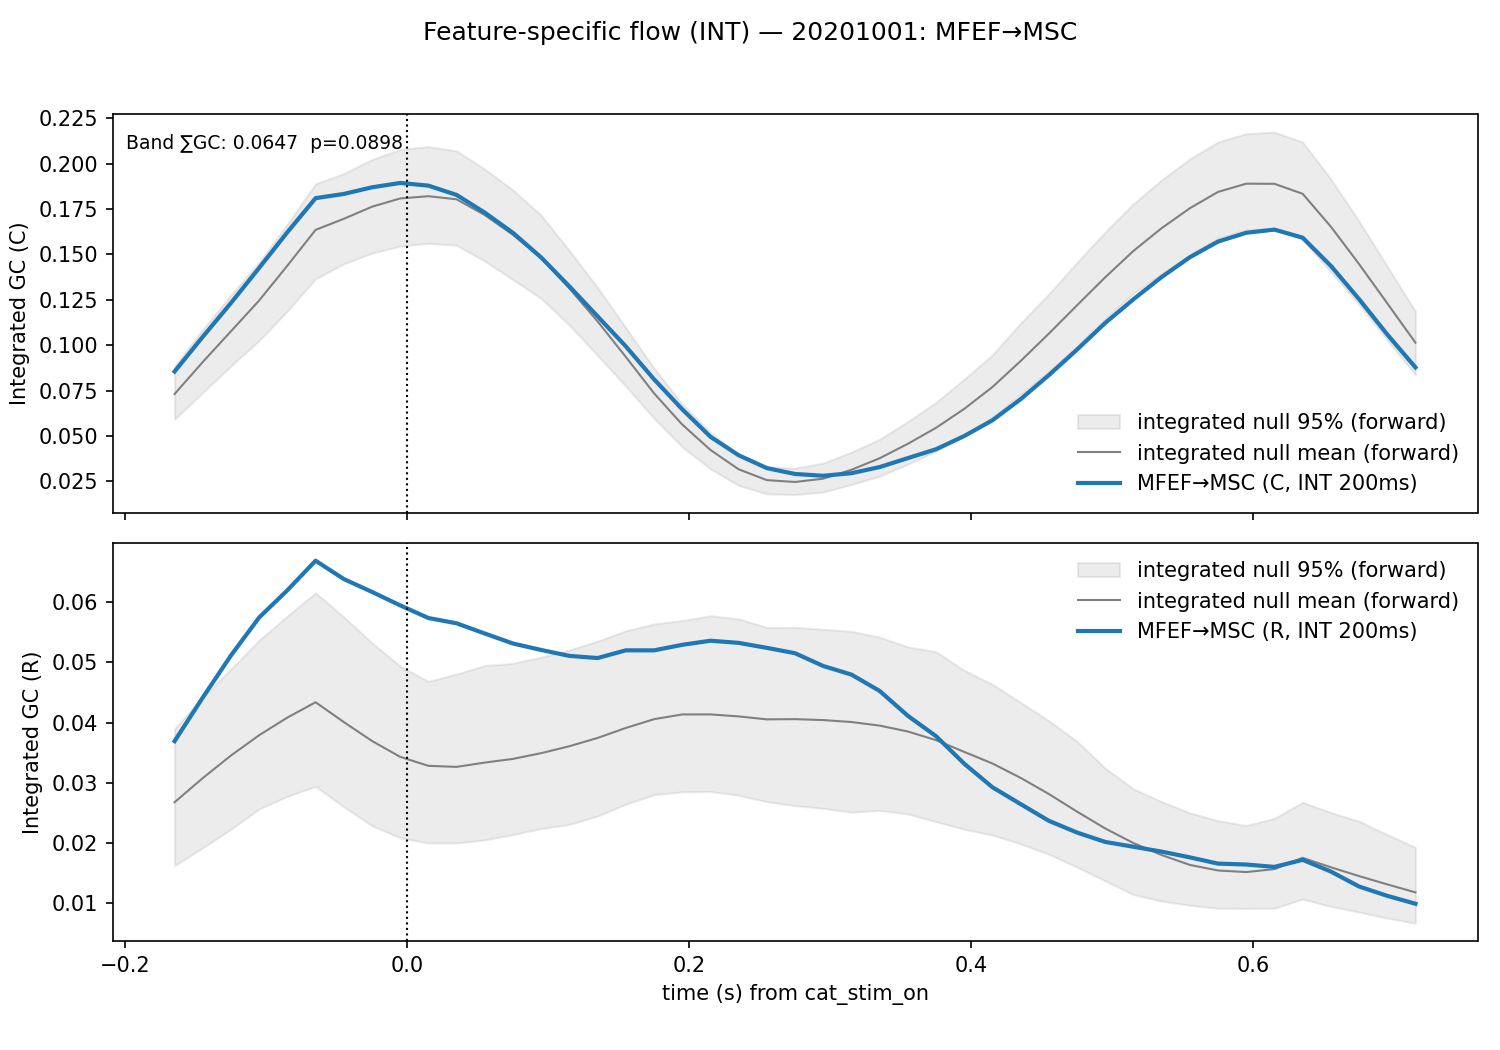 Feature-specific flow (INT) — 20201001: MFEF→MSC
Band ∑GC: 0.0647  p=0.0898
Integrated GC (C)
0.225
0.200
0.175
0.150
0.125
0.100
0.075
0.050
0.025
integrated null 95% (forward)
integrated null mean (forward)
MFEF→MSC (C, INT 200ms)
Integrated GC (R)
0.06
0.05
0.04
0.03
0.02
0.01
integrated null 95% (forward)
integrated null mean (forward)
MFEF→MSC (R, INT 200ms)
−0.2 0.0 0.2 0.4 0.6
time (s) from cat_stim_on